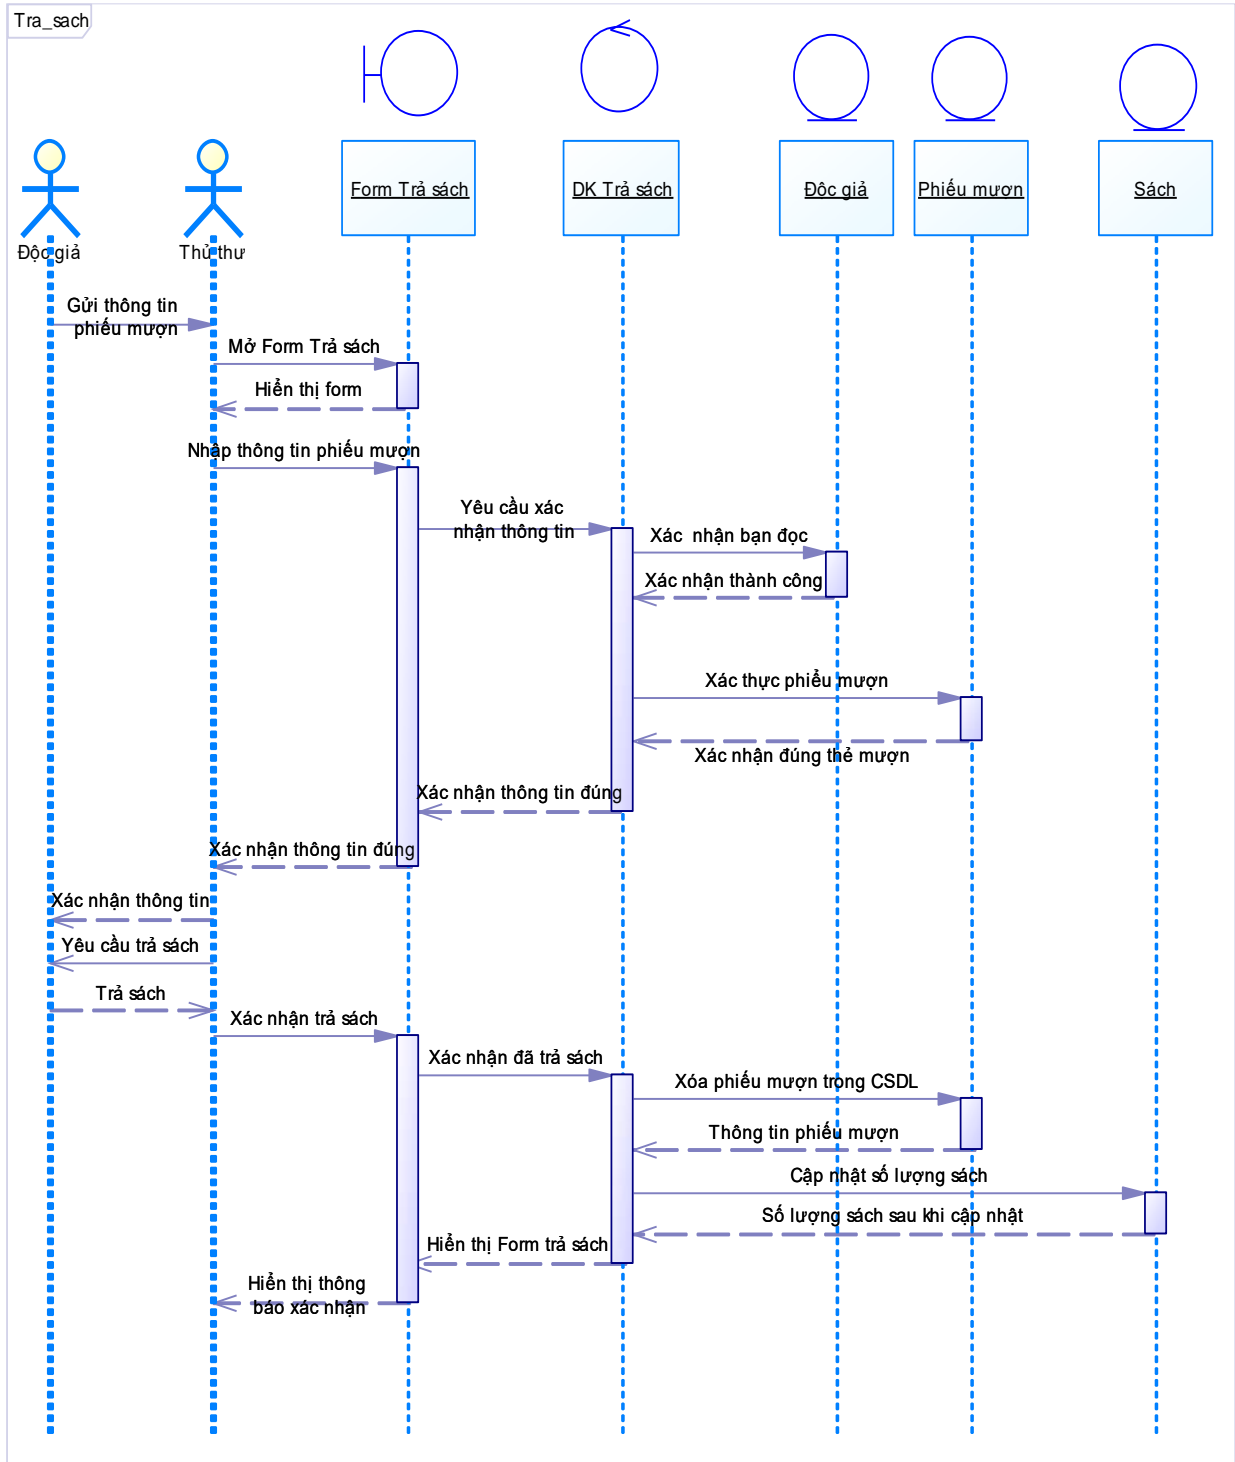 Tra_sach
Form Trả sách
DK Trả sách
Độc giả
Phiếu mượn
Sách
Độc giả
Thủ thư
Gửi thông tin
phiếu mượn
Mở Form Trả sách
Hiển thị form
Nhập thông tin phiếu mượn
Yêu cầu xác
nhận thông tin
Xác nhận bạn đọc
Xác nhận thành công
Xác thực phiểu mượn
Xác nhận đúng thẻ mượn
Xác nhận thông tin đúng
Xác nhận thông tin đúng
Xác nhận thông tin
Yêu cầu trả sách
Trả sách
Xác nhận trả sách
Xác nhận đã trả sách
Xóa phiếu mượn trong CSDL
Thông tin phiếu mượn
Cập nhật số lượng sách
Số lượng sách sau khi cập nhật
Hiển thị Form trả sách
Hiển thị thông
báo xác nhận